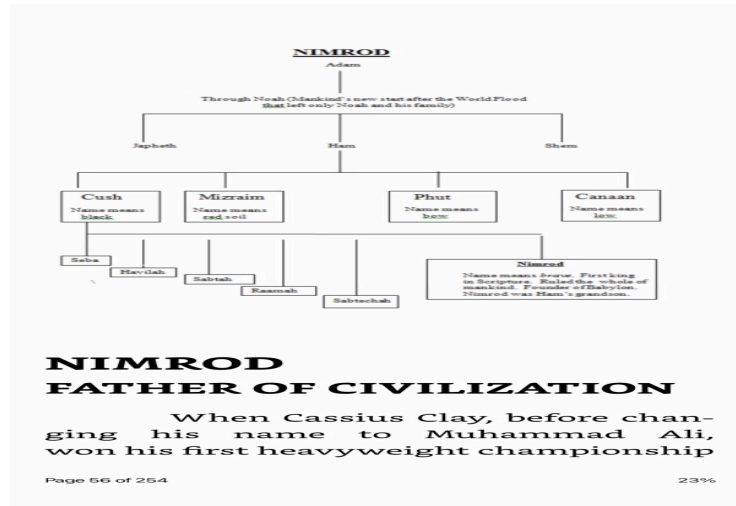 NIMROD
Adam
Through Noah (Mankind's new start after the World Flood
that left only Noah and his family)
Japheth Ham Shem
Cush
Name means
black.
Mizraim
Name means
red soil
Phut
Name means
bow.
Canaan
Name means
low.
Seba
Havilah
Sabtah
Raamah
Sabtechah
Nimrod
Name means brave. First king
in Scripture. Ruled the whole of
mankind. Founder of Babylon.
Nimrod was Ham's grandson.
NIMROD
FATHER OF CIVILIZATION
When Cassius Clay, before chan-
ging his name to Muhammad Ali,
won his first heavyweight championship
Page 56 of 254 23%